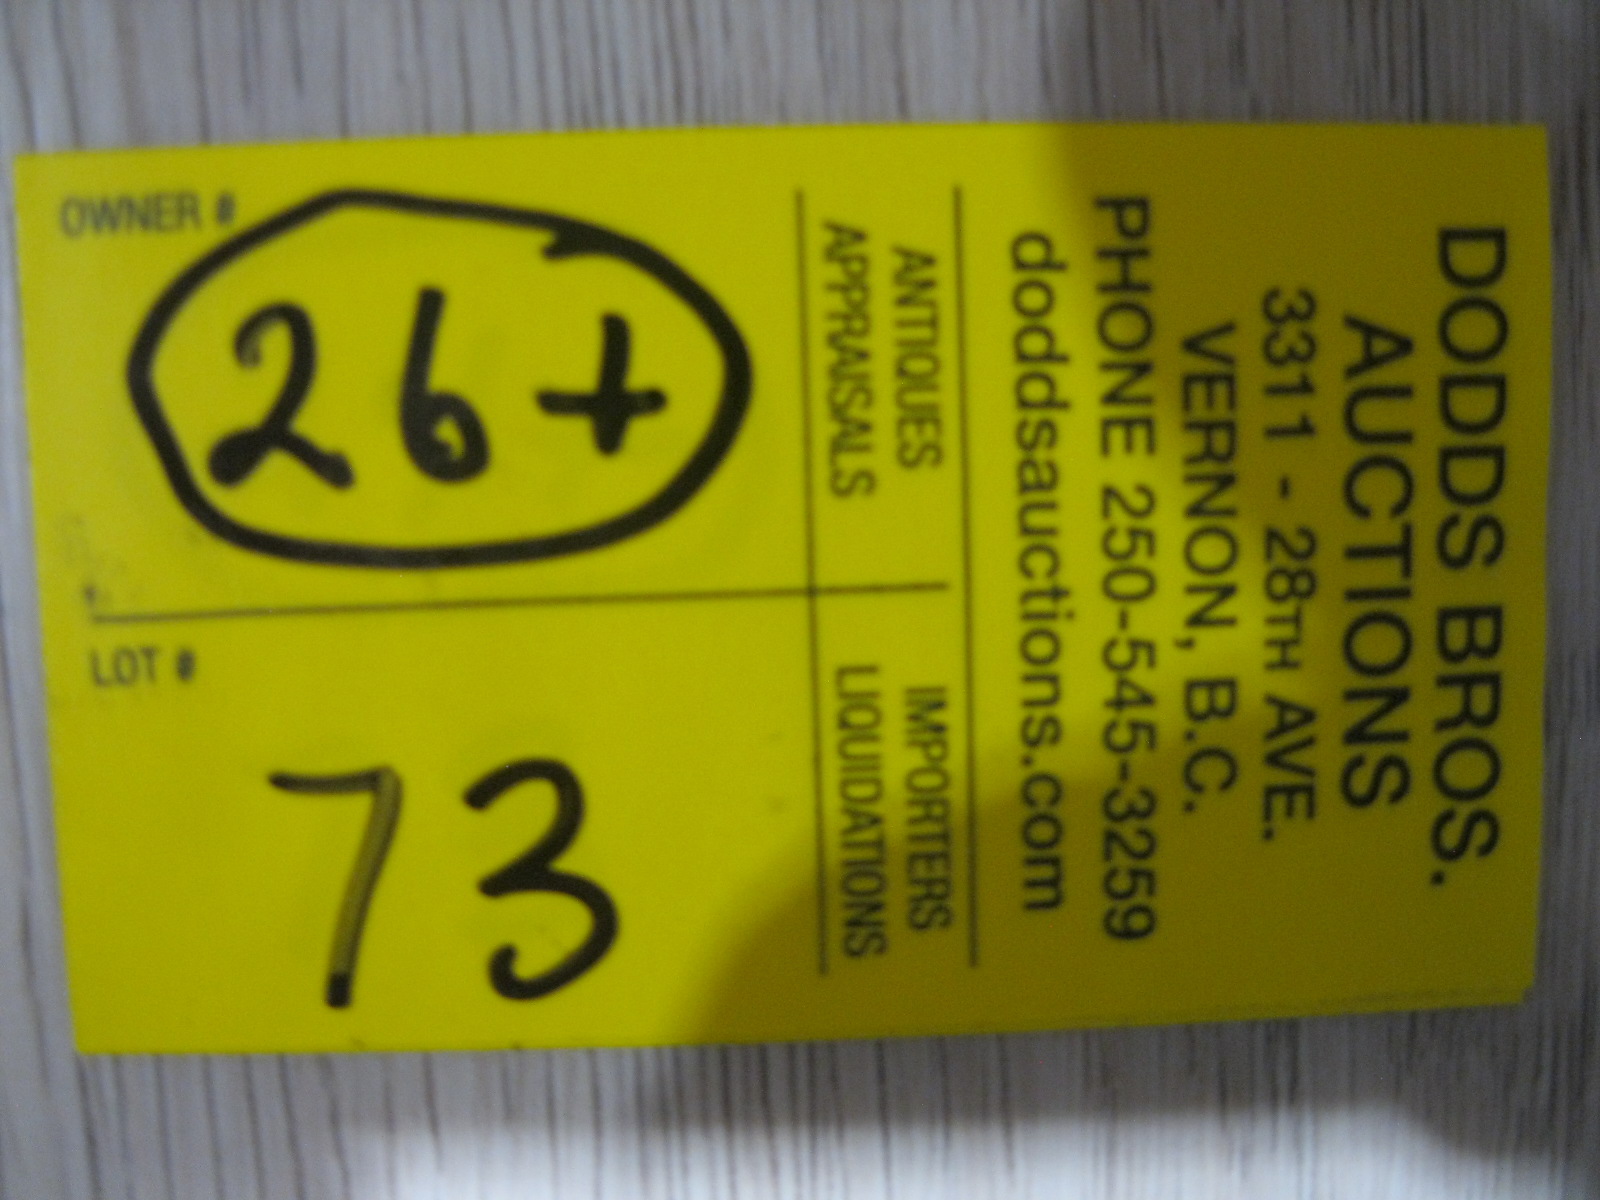 DODDS BROS.
AUCTIONS
3311 - 28TH AVE.
VERNON, B.C.
PHONE 250-545-3259
doddsauctions.com
ANTIQUES
APPRAISALS
IMPORTERS
LIQUIDATIONS
OWNER #
26+
LOT #
73